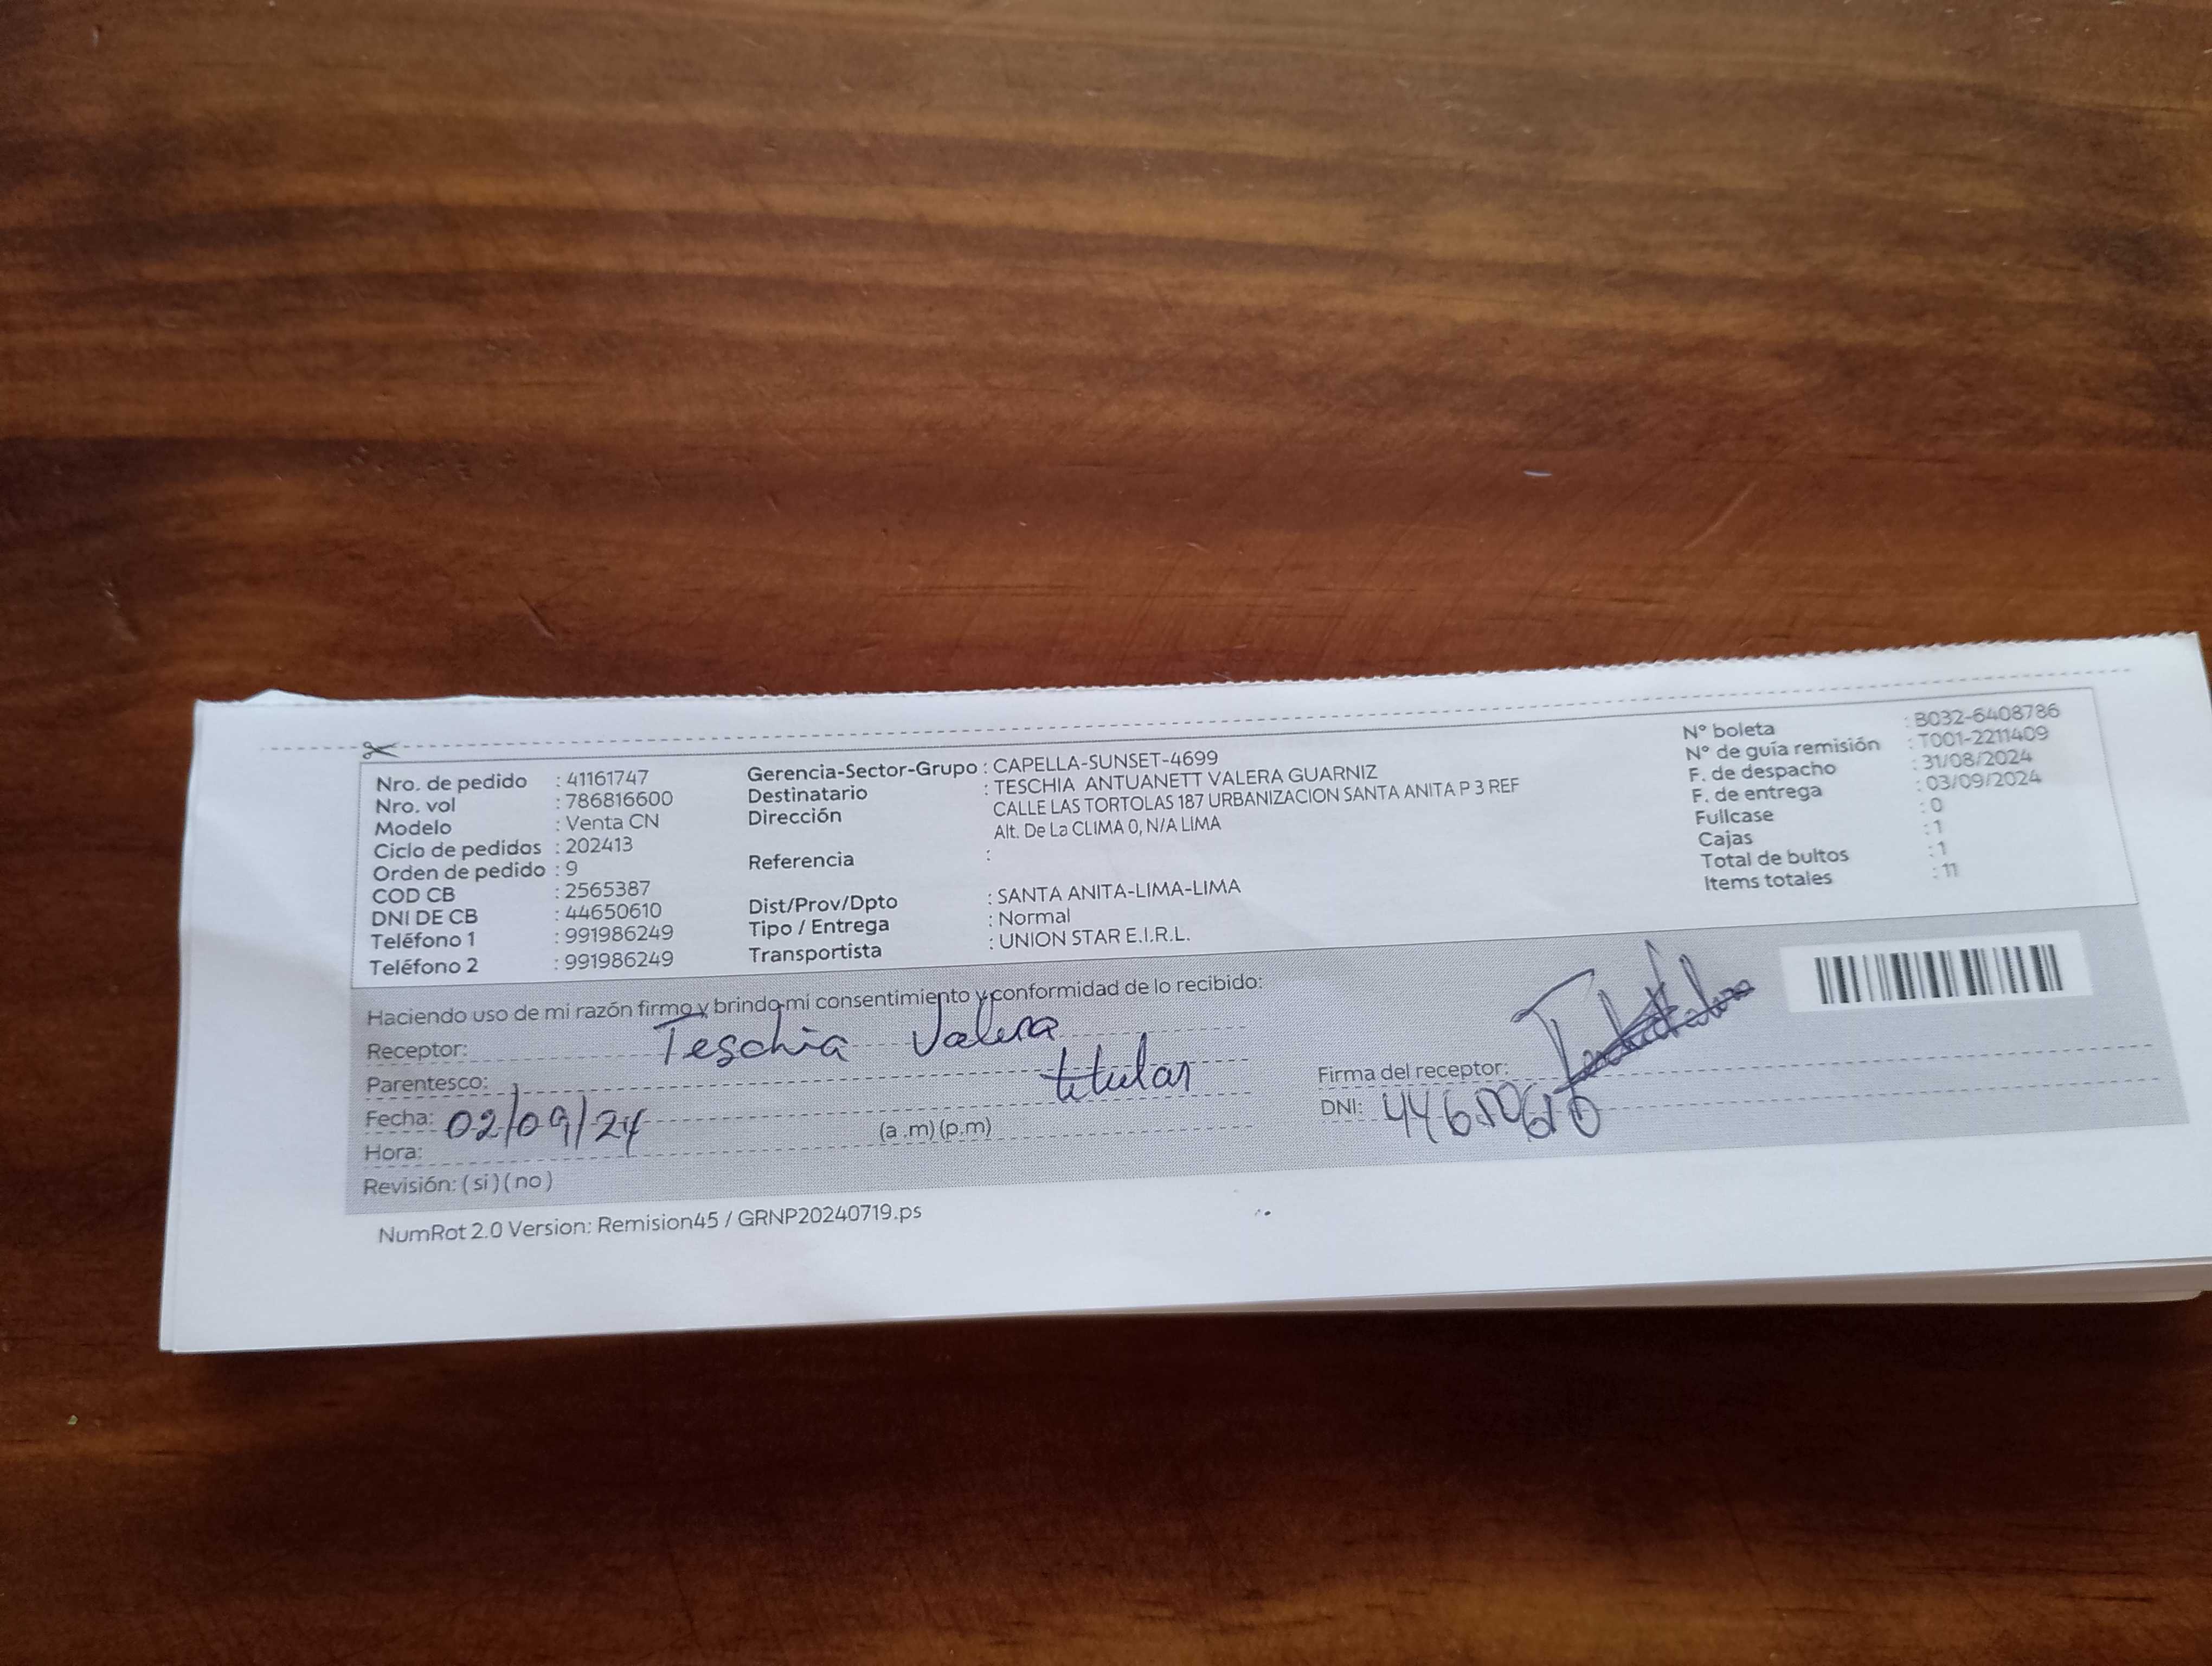 Nro. de pedido : 41161747
Nro. vol : 786816600
Modelo : Venta CN
Ciclo de pedidos : 202413
Orden de pedido : 9
COD CB : 2565387
DNI DE CB : 44650610
Teléfono 1 : 991986249
Teléfono 2 : 991986249
Gerencia-Sector-Grupo : CAPELLA-SUNSET-4699
Destinatario : TESCHIA ANTUANETT VALERA GUARNIZ
Dirección CALLE LAS TORTOLAS 187 URBANIZACION SANTA ANITA P 3 REF
Alt. De La CLIMA 0, N/A LIMA
Referencia :
Dist/Prov/Dpto : SANTA ANITA-LIMA-LIMA
Tipo / Entrega : Normal
Transportista : UNION STAR E.I.R.L.
N° boleta : B032-6408786
N° de guía remisión : T001-2211409
F. de despacho : 31/08/2024
F. de entrega : 03/09/2024
Fullcase : 0
Cajas : 1
Total de bultos : 1
Items totales : 11
Haciendo uso de mi razón firmo y brindo mi consentimiento y conformidad de lo recibido:
Receptor: Teschia Valera
Parentesco: titular
Fecha: 02/09/24
Hora: (a .m) (p.m)
Revisión: ( si ) ( no )
Firma del receptor:
DNI: 44650610
NumRot 2.0 Version: Remision45 / GRNP20240719.ps